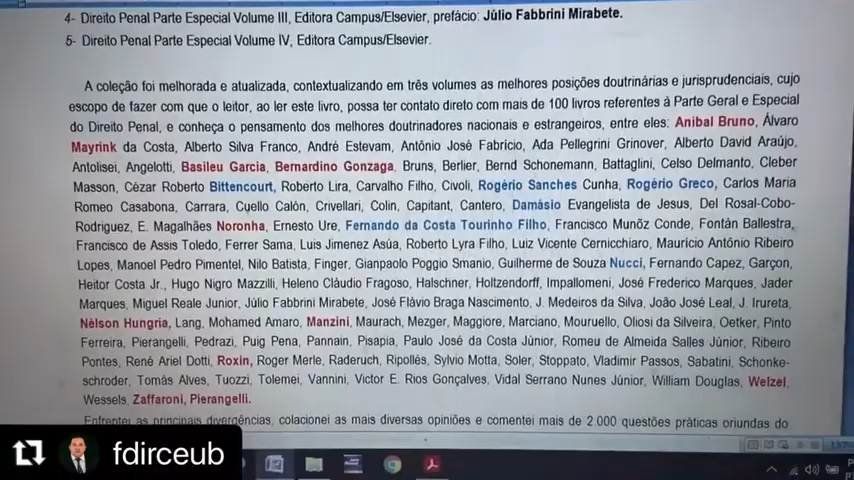 4- Direito Penal Parte Especial Volume III, Editora Campus/Elsevier, prefácio: Júlio Fabbrini Mirabete.
5- Direito Penal Parte Especial Volume IV, Editora Campus/Elsevier.
A coleção foi melhorada e atualizada, contextualizando em três volumes as melhores posições doutrinárias e jurisprudenciais, cujo
escopo de fazer com que o leitor, ao ler este livro, possa ter contato direto com mais de 100 livros referentes à Parte Geral e Especial
do Direito Penal, e conheça o pensamento dos melhores doutrinadores nacionais e estrangeiros, entre eles: Anibal Bruno, Álvaro
Mayrink da Costa, Alberto Silva Franco, André Estevam, Antônio José Fabrício, Ada Pellegrini Grinover, Alberto David Araújo,
Antolisei, Angelotti, Basileu Garcia, Bernardino Gonzaga, Bruns, Berlier, Bernd Schonemann, Battaglini, Celso Delmanto, Cleber
Masson, Cézar Roberto Bittencourt, Roberto Lira, Carvalho Filho, Civoli, Rogério Sanches Cunha, Rogério Greco, Carlos Maria
Romeo Casabona, Carrara, Cuello Calón, Crivellari, Colin, Capitant, Cantero, Damásio Evangelista de Jesus, Del Rosal-Cobo-
Rodriguez, E. Magalhães Noronha, Ernesto Ure, Fernando da Costa Tourinho Filho, Francisco Munõz Conde, Fontán Ballestra,
Francisco de Assis Toledo, Ferrer Sama, Luis Jimenez Asúa, Roberto Lyra Filho, Luiz Vicente Cernicchiaro, Maurício Antônio Ribeiro
Lopes, Manoel Pedro Pimentel, Nilo Batista, Finger, Gianpaolo Poggio Smanio, Guilherme de Souza Nucci, Fernando Capez, Garçon,
Heitor Costa Jr., Hugo Nigro Mazzilli, Heleno Cláudio Fragoso, Halschner, Holtzendorff, Impallomeni, José Frederico Marques, Jader
Marques, Miguel Reale Junior, Júlio Fabbrini Mirabete, José Flávio Braga Nascimento, J. Medeiros da Silva, João José Leal, J. Irureta,
Nélson Hungria, Lang, Mohamed Amaro, Manzini, Maurach, Mezger, Maggiore, Marciano, Mouruello, Oliosi da Silveira, Oetker, Pinto
Ferreira, Pierangelli, Pedrazi, Puig Pena, Pannain, Pisapia, Paulo José da Costa Júnior, Romeu de Almeida Salles Júnior, Ribeiro
Pontes, René Ariel Dotti, Roxin, Roger Merle, Raderuch, Ripollés, Sylvio Motta, Soler, Stoppato, Vladimir Passos, Sabatini, Schonke-
schroder, Tomás Alves, Tuozzi, Tolemei, Vannini, Victor E. Rios Gonçalves, Vidal Serrano Nunes Júnior, William Douglas, Welzel,
Wessels, Zaffaroni, Pierangelli.
Enfrentei as principais divergências, colacionei as mais diversas opiniões e comentei mais de 2.000 questões práticas oriundas do
fdirceub